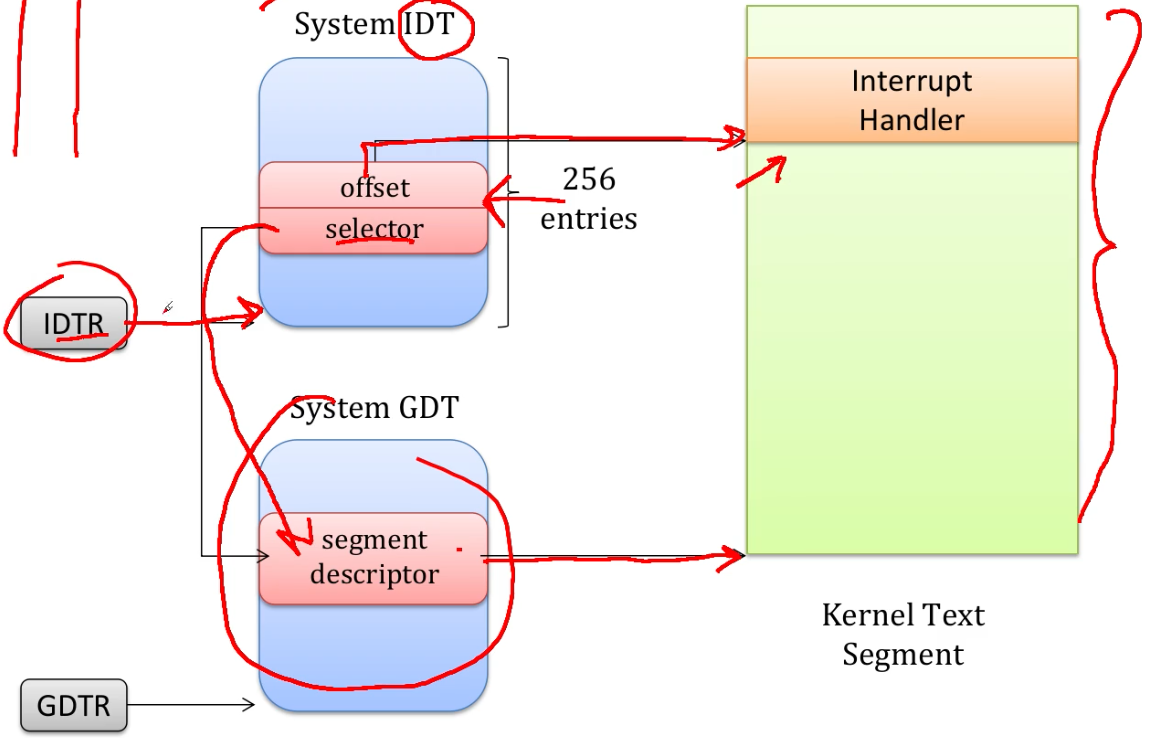 System IDT
Interrupt
Handler
offset
selector
256
entries
IDTR
System GDT
segment
descriptor
Kernel Text
Segment
GDTR